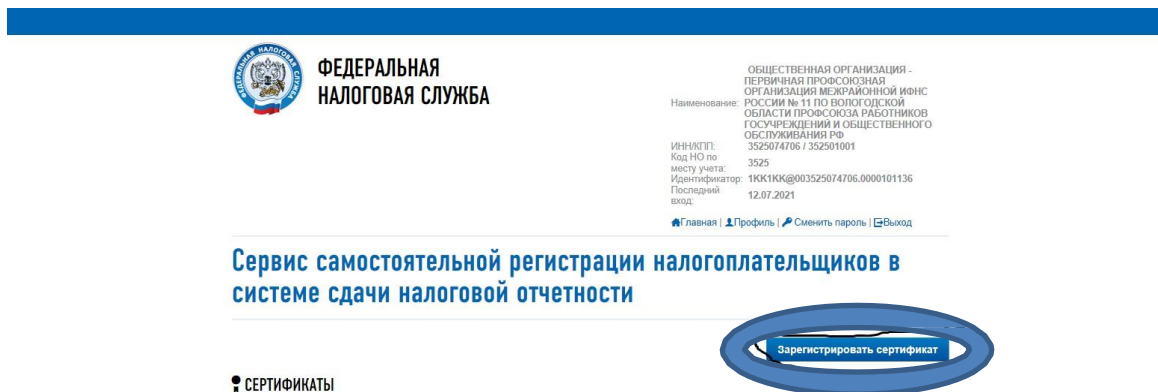 ФЕДЕРАЛЬНАЯ
НАЛОГОВАЯ СЛУЖБА
Наименование:
ОБЩЕСТВЕННАЯ ОРГАНИЗАЦИЯ -
ПЕРВИЧНАЯ ПРОФСОЮЗНАЯ
ОРГАНИЗАЦИЯ МЕЖРАЙОННОЙ ИФНС
РОССИИ № 11 ПО ВОЛОГОДСКОЙ
ОБЛАСТИ ПРОФСОЮЗА РАБОТНИКОВ
ГОСУЧРЕЖДЕНИЙ И ОБЩЕСТВЕННОГО
ОБСЛУЖИВАНИЯ РФ
ИНН/КПП: 3525074706 / 352501001
Код НО по
месту учета: 3525
Идентификатор: 1KK1KK@003525074706.0000101136
Последний
вход: 12.07.2021
Главная | Профиль | Сменить пароль | Выход
Сервис самостоятельной регистрации налогоплательщиков в
системе сдачи налоговой отчетности
Зарегистрировать сертификат
СЕРТИФИКАТЫ